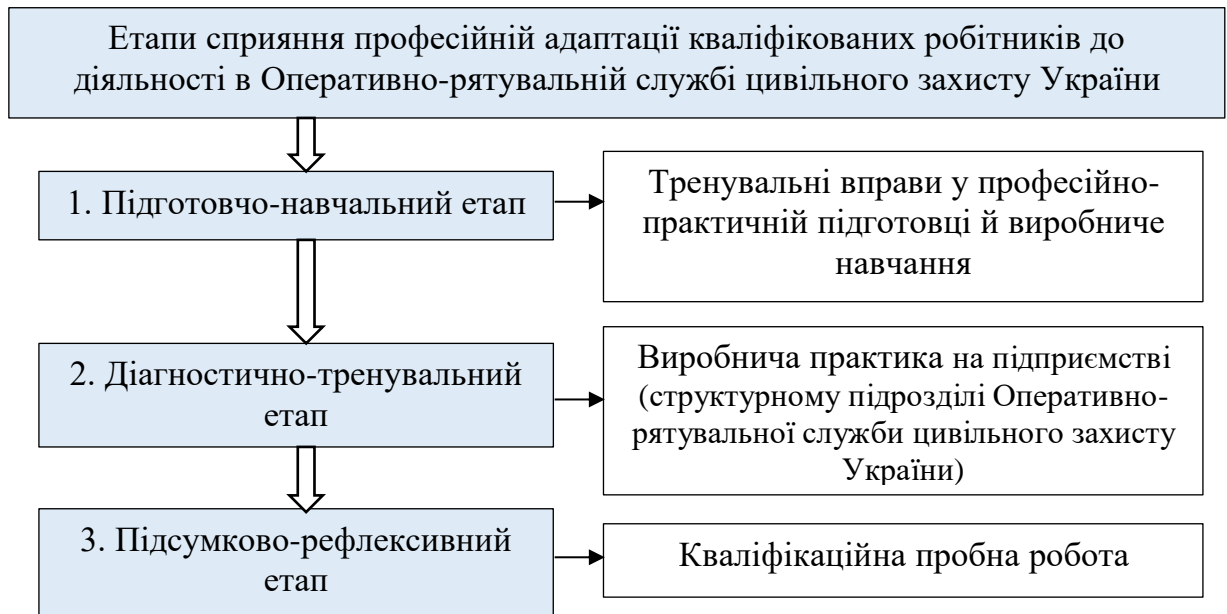 Етапи сприяння професійній адаптації кваліфікованих робітників до
діяльності в Оперативно-рятувальній службі цивільного захисту України
1. Підготовчо-навчальний етап
Тренувальні вправи у професійно-
практичній підготовці й виробниче
навчання
2. Діагностично-тренувальний
етап
Виробнича практика на підприємстві
(структурному підрозділі Оперативно-
рятувальної служби цивільного захисту
України)
3. Підсумково-рефлексивний
етап
Кваліфікаційна пробна робота